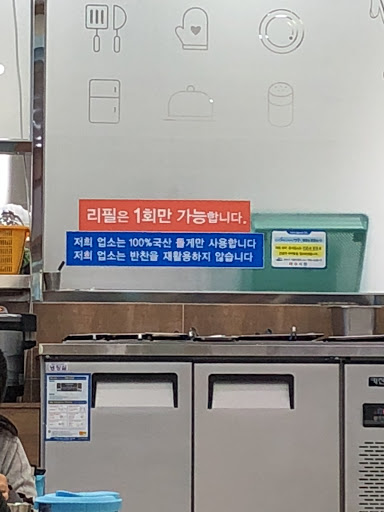 리필은 1회만 가능합니다.
저희 업소는 100%국산 돌게만 사용합니다
저희 업소는 반찬을 재활용하지 않습니다